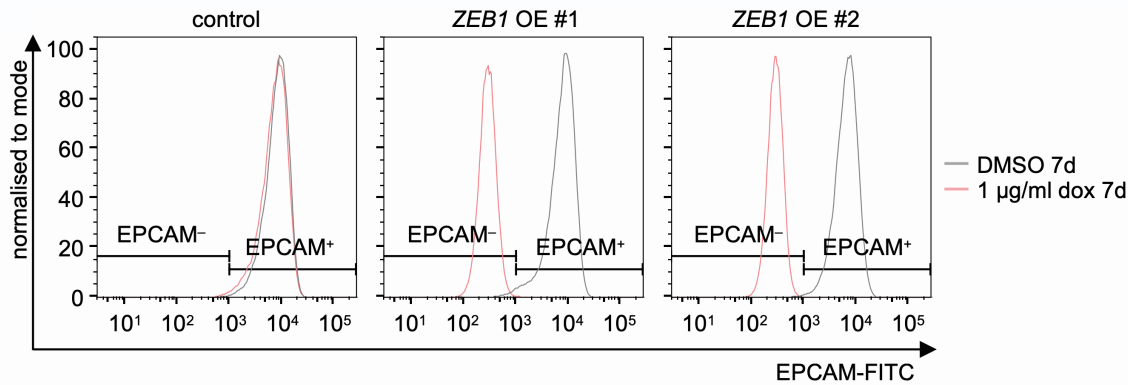 control
ZEB1 OE #1
ZEB1 OE #2
normalised to mode
100
80
60
40
20
0
EPCAM⁻
EPCAM⁺
EPCAM⁻
EPCAM⁺
EPCAM⁻
EPCAM⁺
10¹ 10² 10³ 10⁴ 10⁵
10¹ 10² 10³ 10⁴ 10⁵
10¹ 10² 10³ 10⁴ 10⁵
EPCAM-FITC
DMSO 7d
1 µg/ml dox 7d